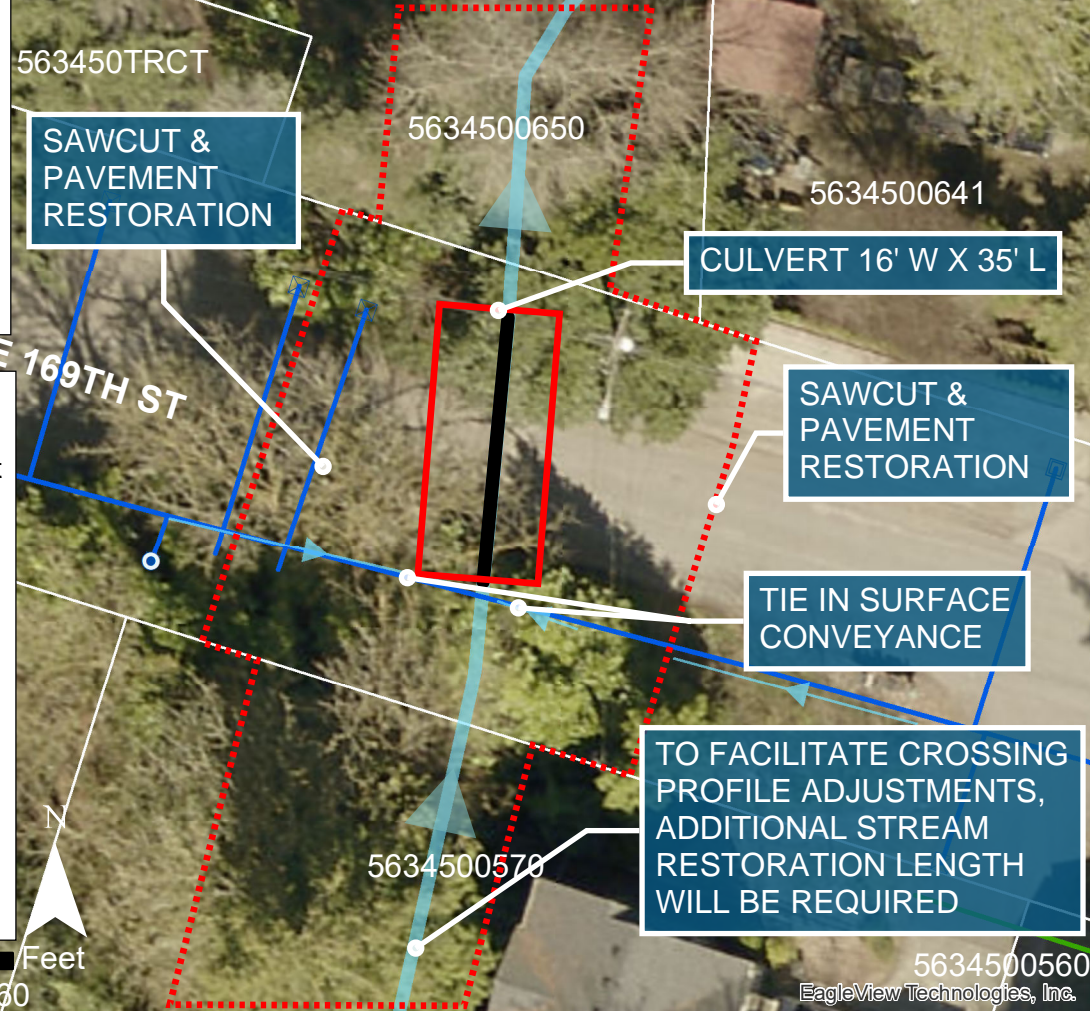 563450TRCT
SAWCUT &
PAVEMENT
RESTORATION
5634500650
5634500641
CULVERT 16' W X 35' L
E 169TH ST
SAWCUT &
PAVEMENT
RESTORATION
TIE IN SURFACE
CONVEYANCE
TO FACILITATE CROSSING
PROFILE ADJUSTMENTS,
ADDITIONAL STREAM
RESTORATION LENGTH
WILL BE REQUIRED
N
5634500570
Feet
60
5634500560
EagleView Technologies, Inc.